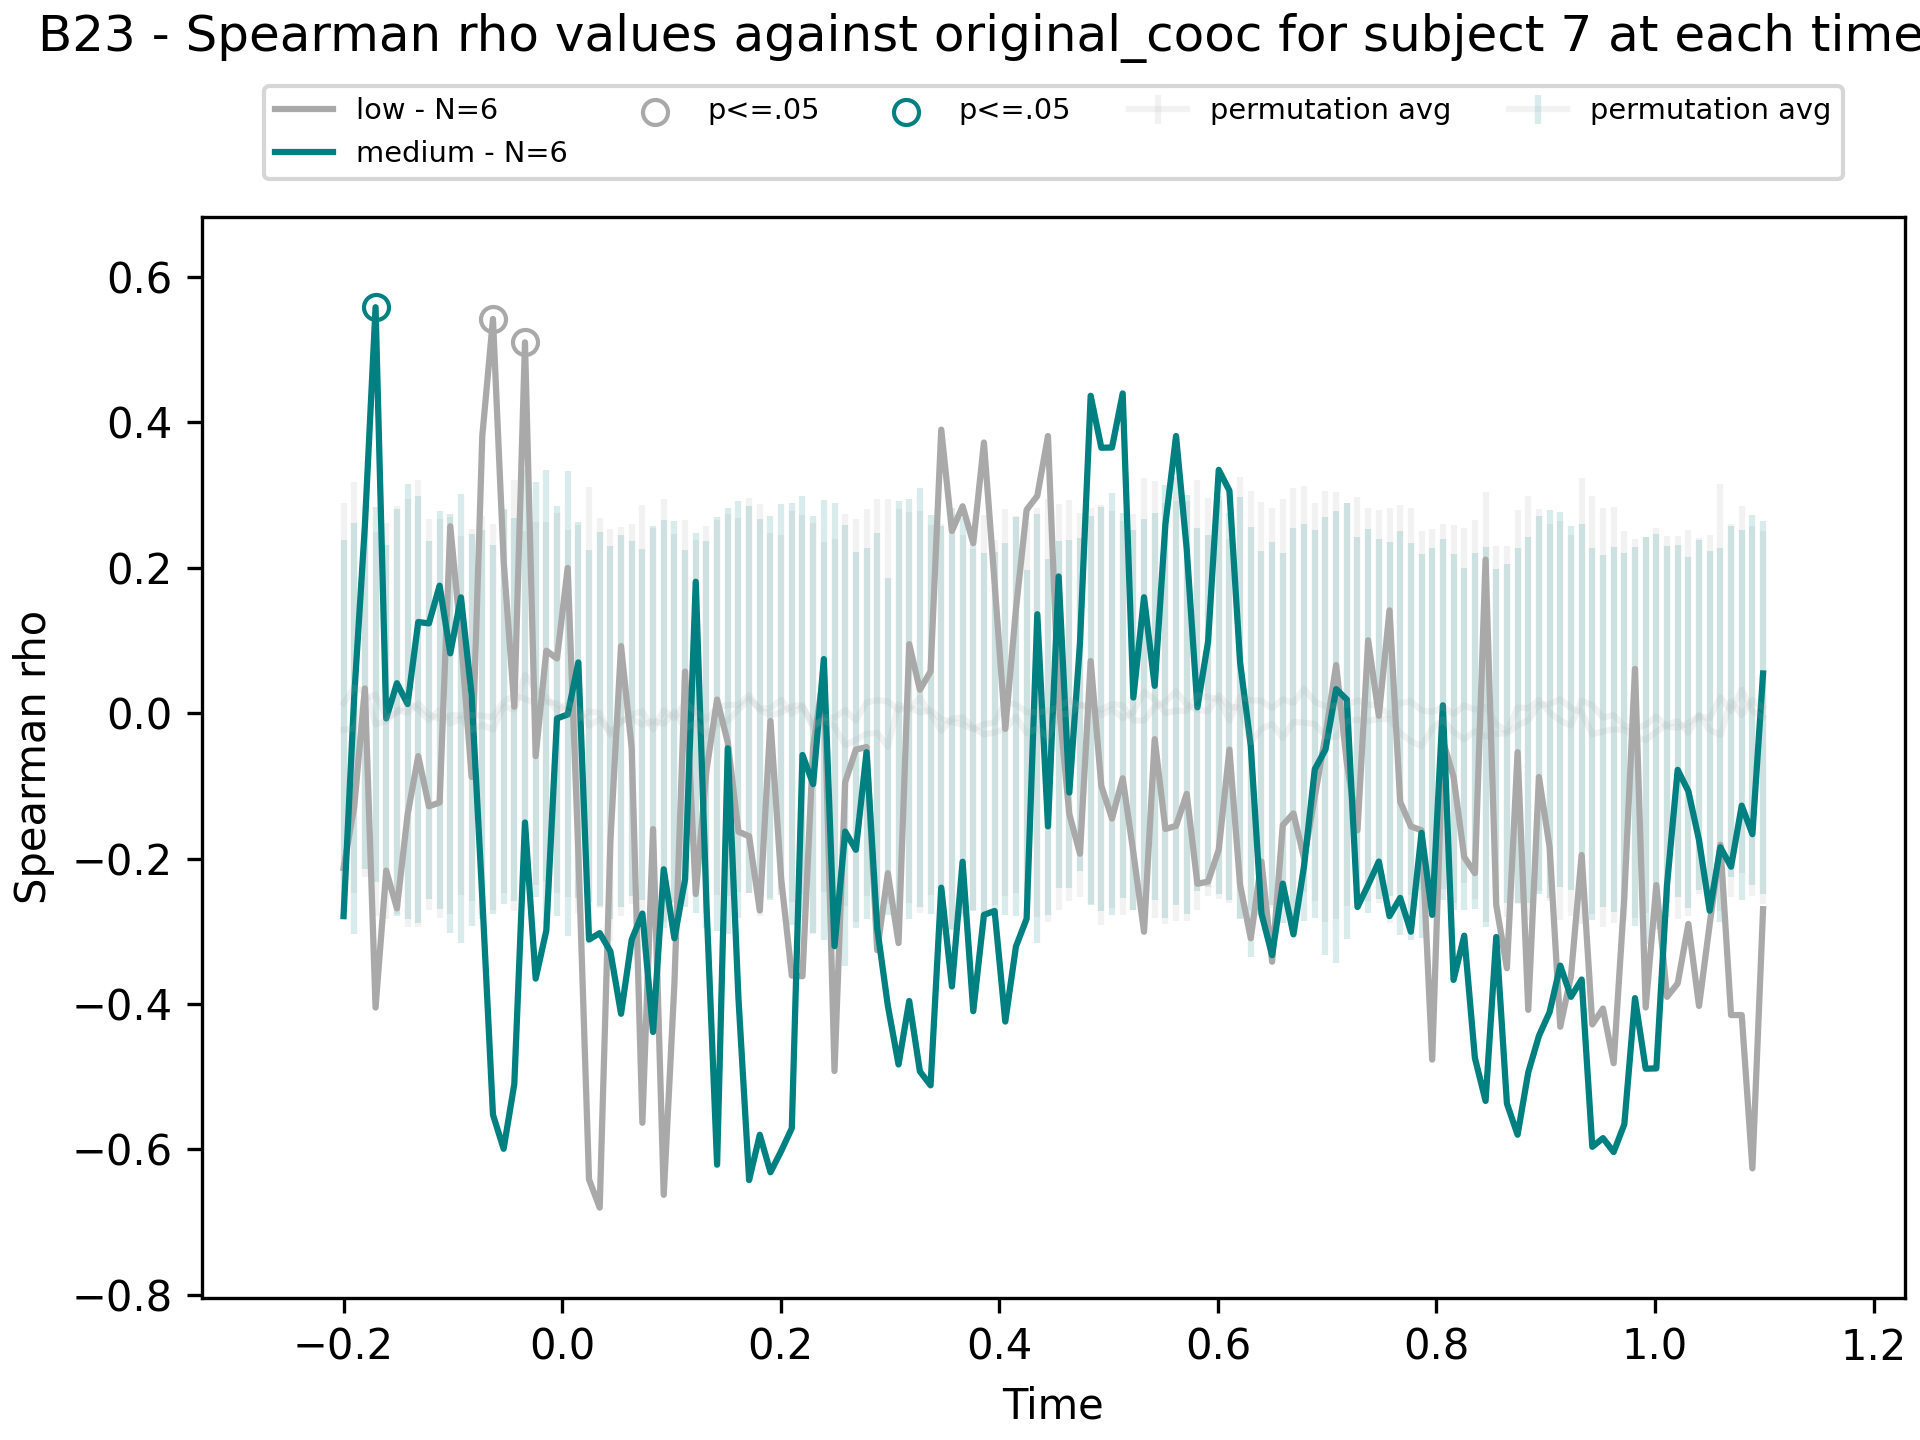 B23 - Spearman rho values against original_cooc for subject 7 at each time
low - N=6
p<=.05
p<=.05
permutation avg
permutation avg
medium - N=6
0.6
0.4
0.2
0.0
−0.2
−0.4
−0.6
−0.8
Spearman rho
−0.2
0.0
0.2
0.4
0.6
0.8
1.0
1.2
Time